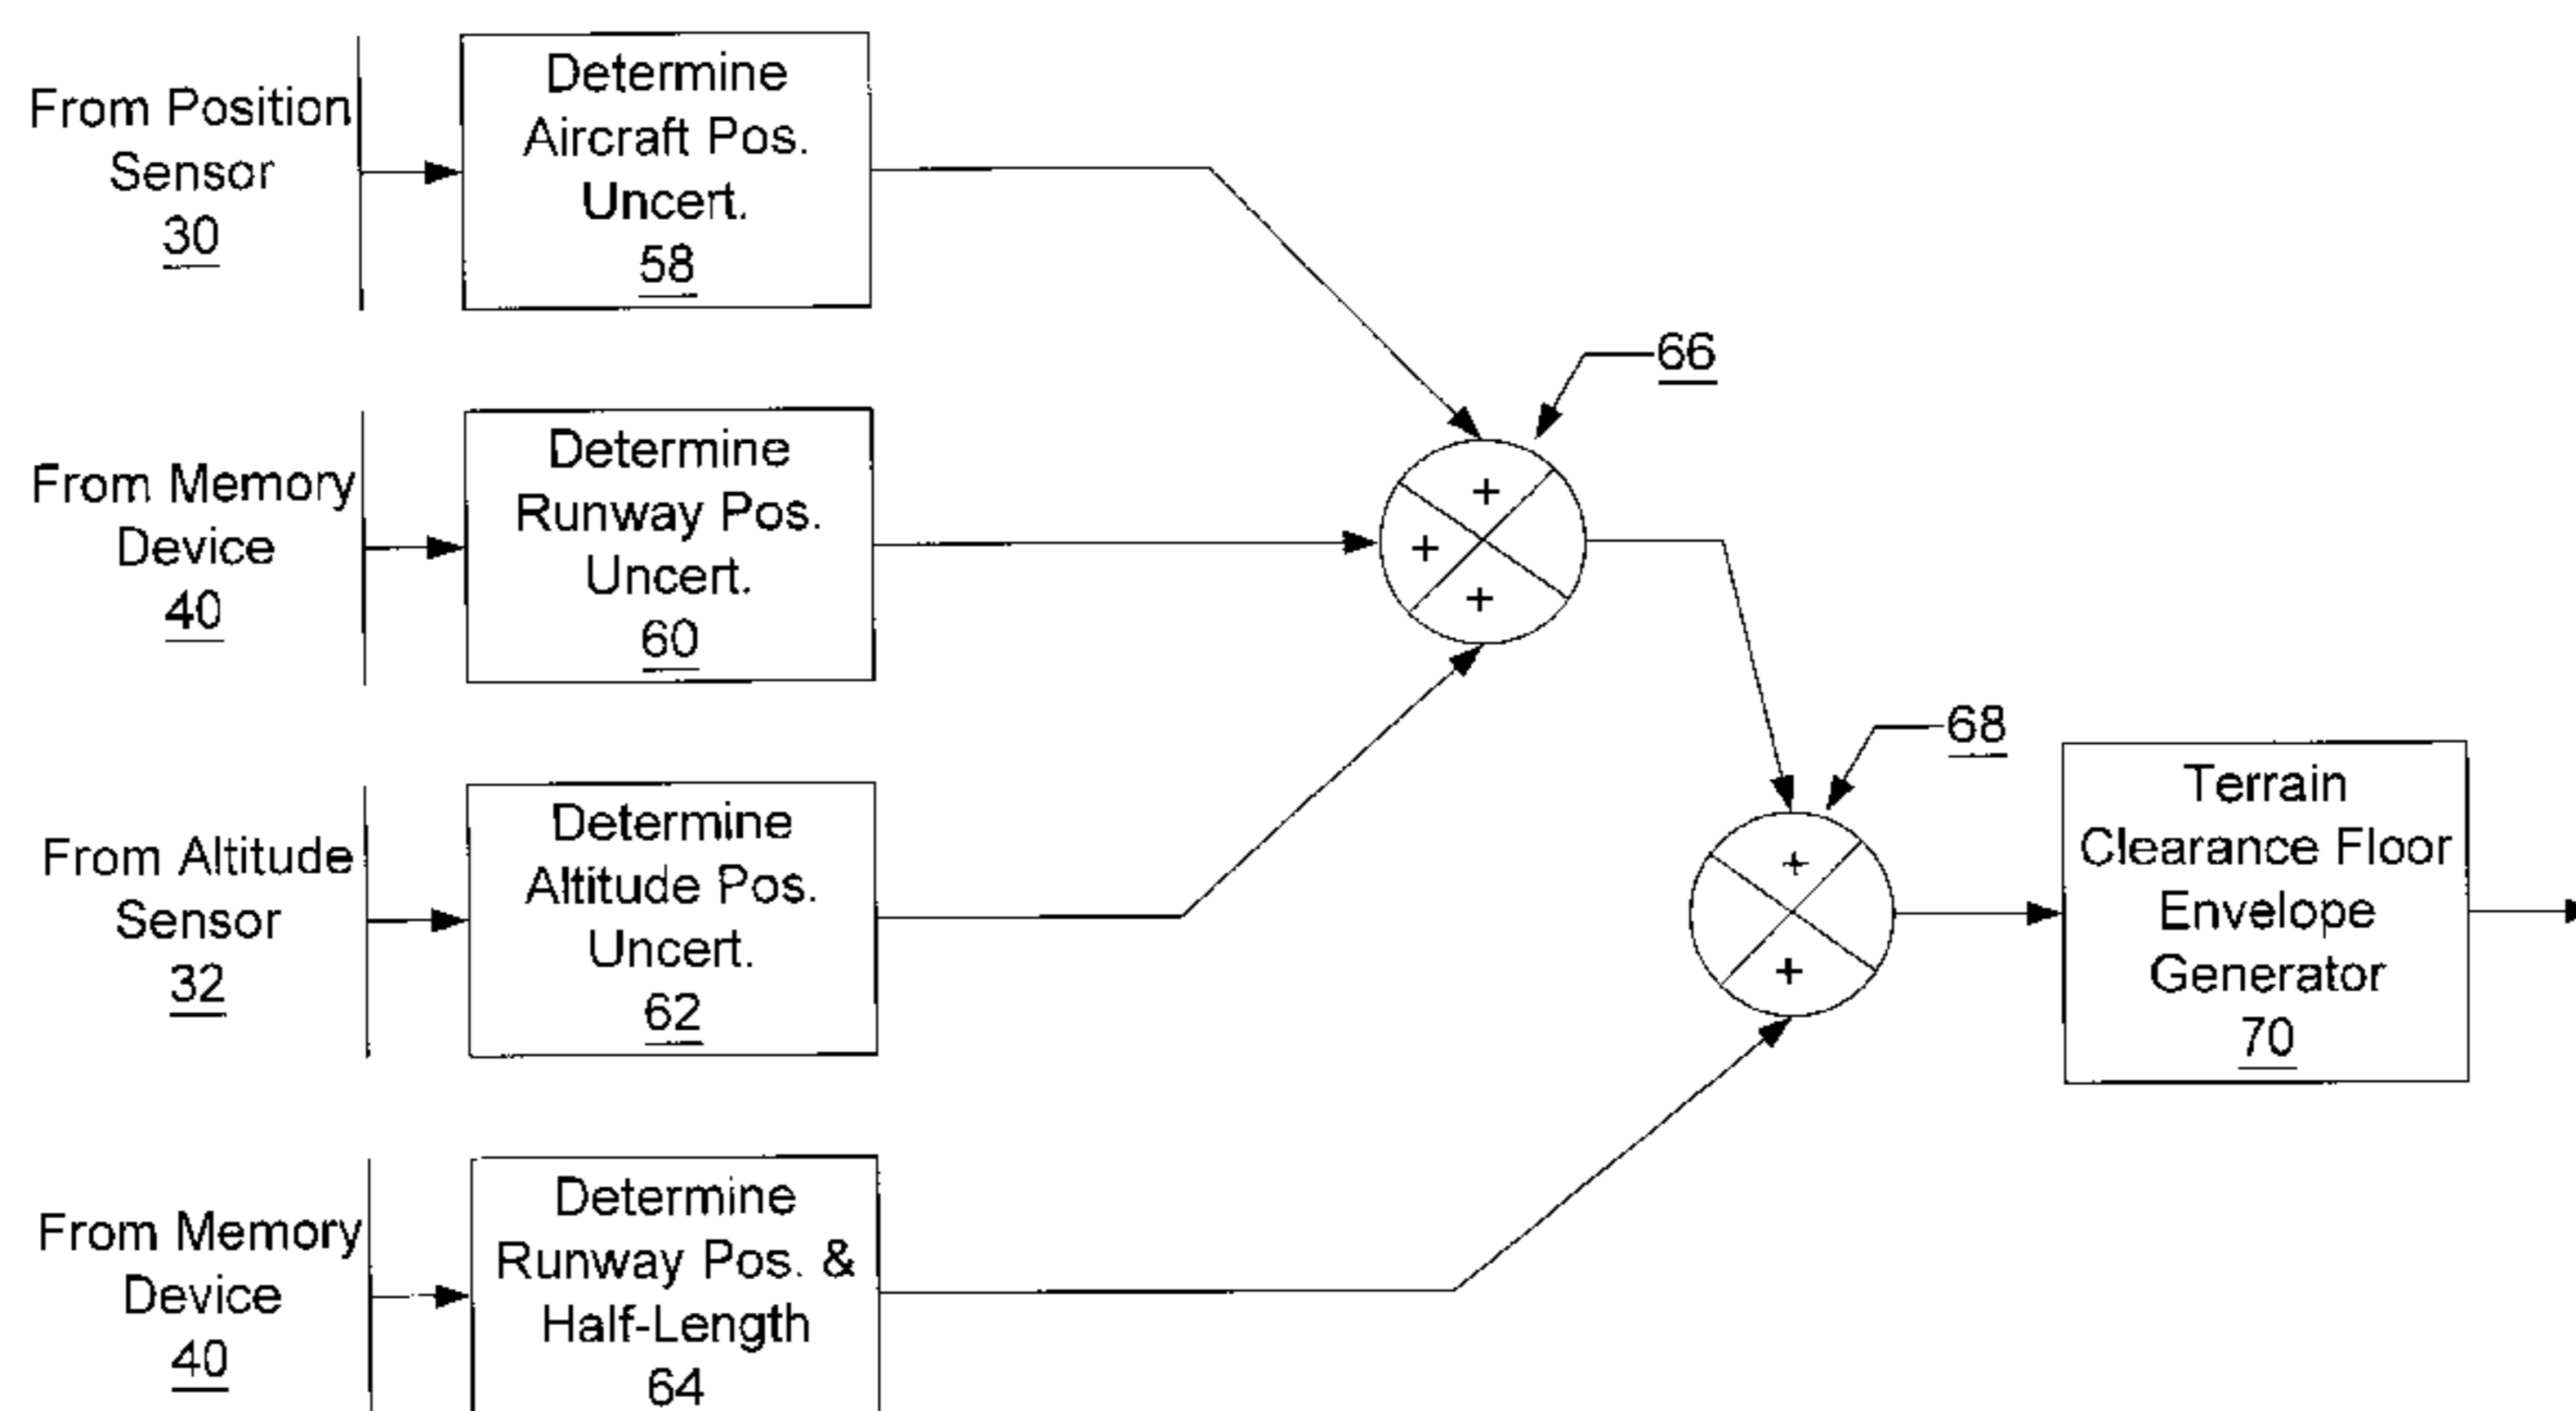 From Position
Sensor
30
Determine
Aircraft Pos.
Uncert.
58
66
From Memory
Device
40
Determine
Runway Pos.
Uncert.
60
+
+
+
68
From Altitude
Sensor
32
Determine
Altitude Pos.
Uncert.
62
+
+
Terrain
Clearance Floor
Envelope
Generator
70
From Memory
Device
40
Determine
Runway Pos. &
Half-Length
64